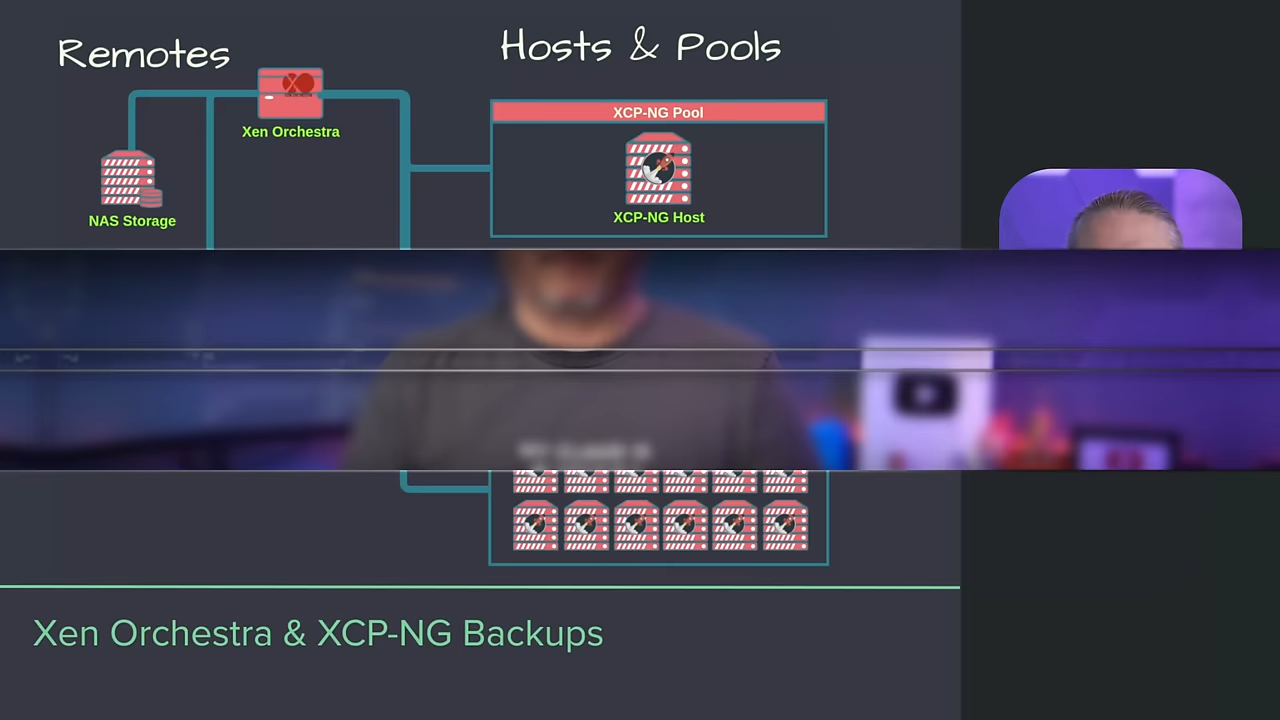 Remotes
Hosts & Pools
XCP-NG Pool
Xen Orchestra
NAS Storage
XCP-NG Host
Xen Orchestra & XCP-NG Backups